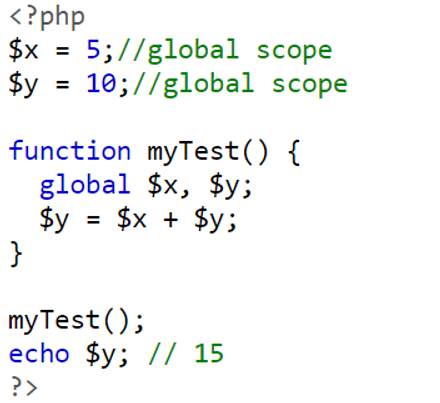 <?php
$x = 5;//global scope
$y = 10;//global scope
function myTest() {
global $x, $y;
$y = $x + $y;
}
myTest();
echo $y; // 15
?>